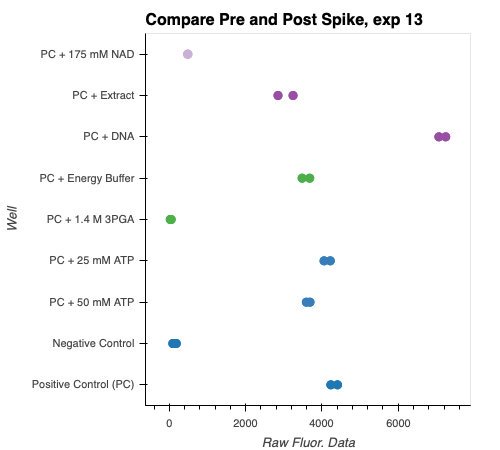 Compare Pre and Post Spike, exp 13
PC + 175 mM NAD
PC + Extract
PC + DNA
PC + Energy Buffer
PC + 1.4 M 3PGA
PC + 25 mM ATP
PC + 50 mM ATP
Negative Control
Positive Control (PC)
Well
0 2000 4000 6000
Raw Fluor. Data